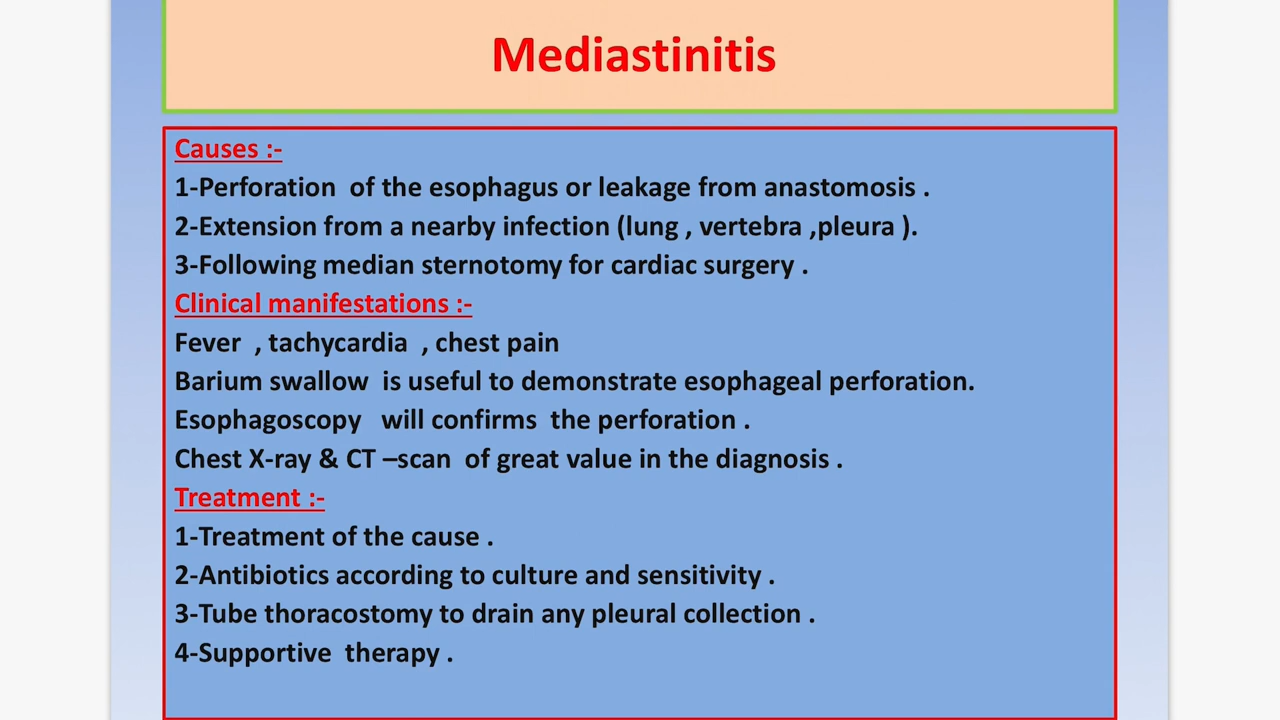 Mediastinitis
Causes :-
1-Perforation  of the esophagus or leakage from anastomosis .
2-Extension from a nearby infection (lung , vertebra ,pleura ).
3-Following median sternotomy for cardiac surgery .
Clinical manifestations :-
Fever  , tachycardia  , chest pain
Barium swallow  is useful to demonstrate esophageal perforation.
Esophagoscopy   will confirms  the perforation .
Chest X-ray & CT –scan  of great value in the diagnosis .
Treatment :-
1-Treatment of the cause .
2-Antibiotics according to culture and sensitivity .
3-Tube thoracostomy to drain any pleural collection .
4-Supportive  therapy .